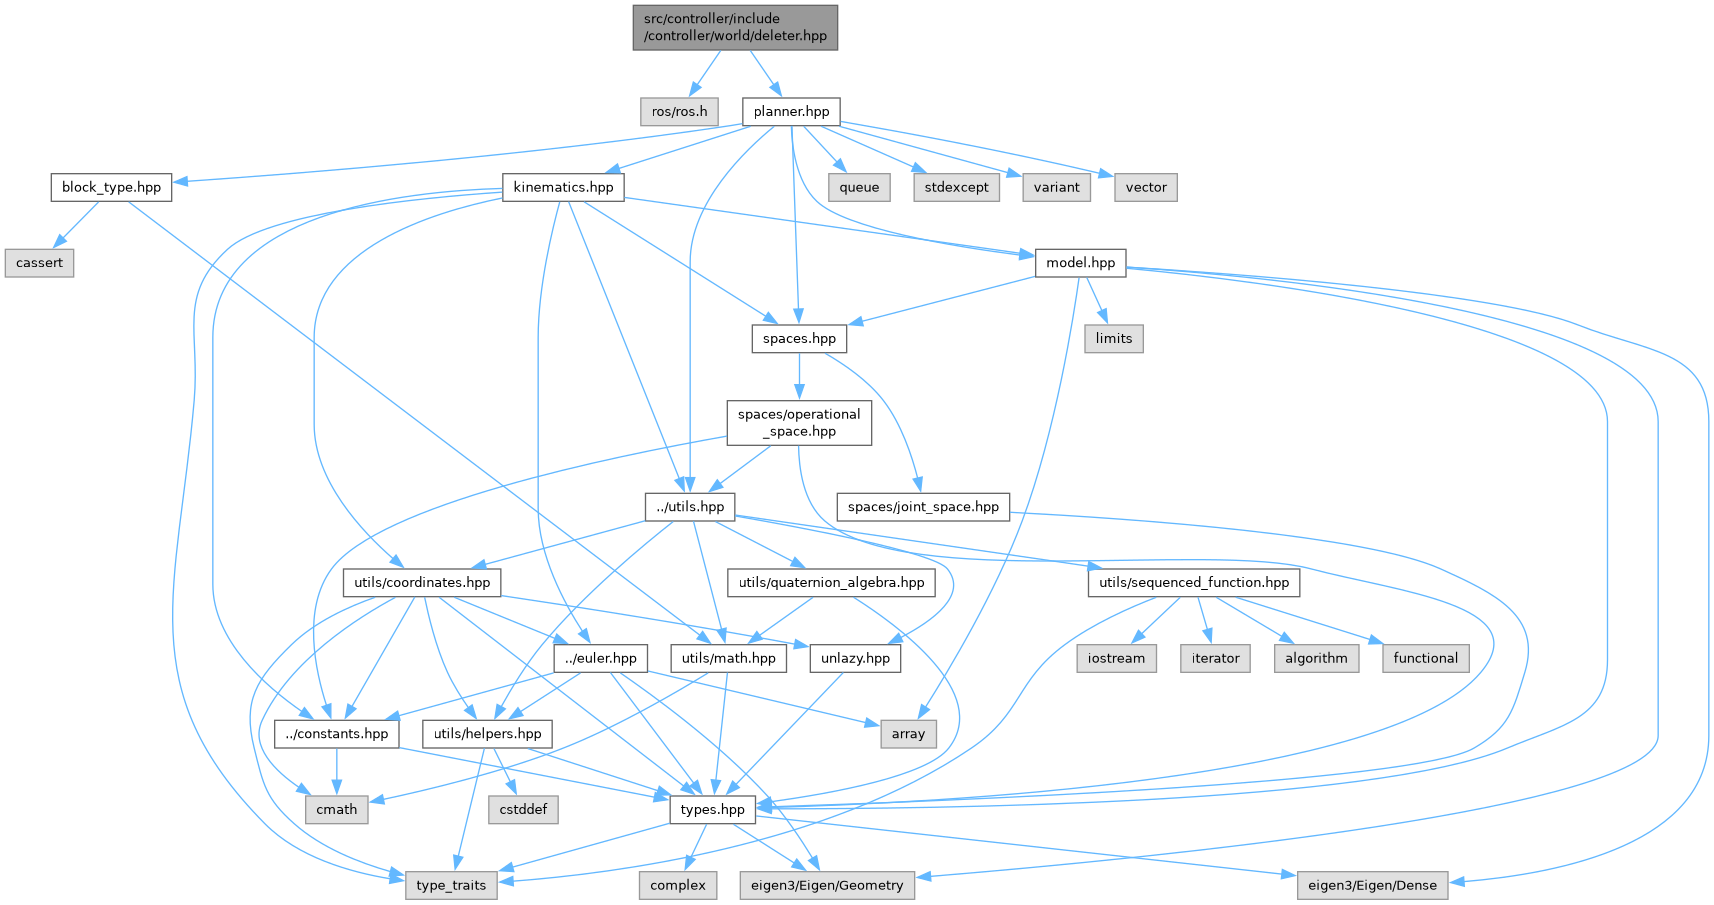 src/controller/include
/controller/world/deleter.hpp
ros/ros.h
planner.hpp
block_type.hpp
kinematics.hpp
queue
stdexcept
variant
vector
cassert
model.hpp
spaces.hpp
limits
spaces/operational
_space.hpp
../utils.hpp
spaces/joint_space.hpp
utils/coordinates.hpp
utils/quaternion_algebra.hpp
utils/sequenced_function.hpp
../euler.hpp
utils/math.hpp
unlazy.hpp
iostream
iterator
algorithm
functional
../constants.hpp
utils/helpers.hpp
array
cmath
cstddef
types.hpp
type_traits
complex
eigen3/Eigen/Geometry
eigen3/Eigen/Dense